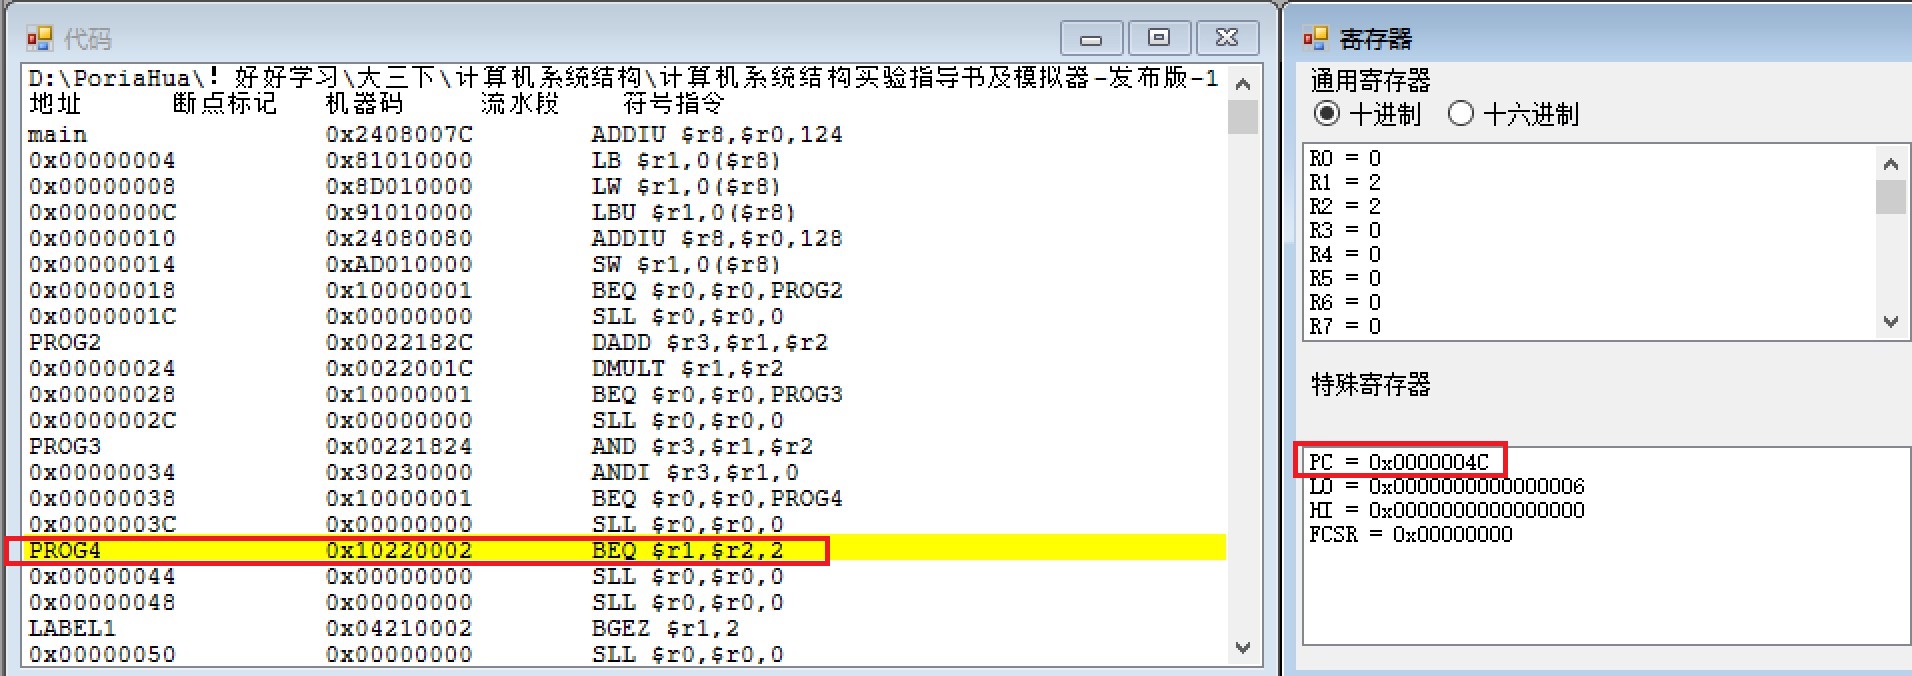 代码
D:\PoriaHua\! 好好学习\大三下\计算机系统结构\计算机系统结构实验指导书及模拟器-发布版-1
地址 断点标记 机器码 流水段 符号指令
main 0x2408007C ADDIU $r8,$r0,124
0x00000004 0x81010000 LB $r1,0($r8)
0x00000008 0x8D010000 LW $r1,0($r8)
0x0000000C 0x91010000 LBU $r1,0($r8)
0x00000010 0x24080080 ADDIU $r8,$r0,128
0x00000014 0xAD010000 SW $r1,0($r8)
0x00000018 0x10000001 BEQ $r0,$r0,PROG2
0x0000001C 0x00000000 SLL $r0,$r0,0
PROG2 0x0022182C DADD $r3,$r1,$r2
0x00000024 0x0022001C DMULT $r1,$r2
0x00000028 0x10000001 BEQ $r0,$r0,PROG3
0x0000002C 0x00000000 SLL $r0,$r0,0
PROG3 0x00221824 AND $r3,$r1,$r2
0x00000034 0x30230000 ANDI $r3,$r1,0
0x00000038 0x10000001 BEQ $r0,$r0,PROG4
0x0000003C 0x00000000 SLL $r0,$r0,0
PROG4 0x10220002 BEQ $r1,$r2,2
0x00000044 0x00000000 SLL $r0,$r0,0
0x00000048 0x00000000 SLL $r0,$r0,0
LABEL1 0x04210002 BGEZ $r1,2
0x00000050 0x00000000 SLL $r0,$r0,0
寄存器
通用寄存器
十进制 十六进制
R0 = 0
R1 = 2
R2 = 2
R3 = 0
R4 = 0
R5 = 0
R6 = 0
R7 = 0
特殊寄存器
PC = 0x0000004C
LO = 0x0000000000000006
HI = 0x0000000000000000
FCSR = 0x00000000